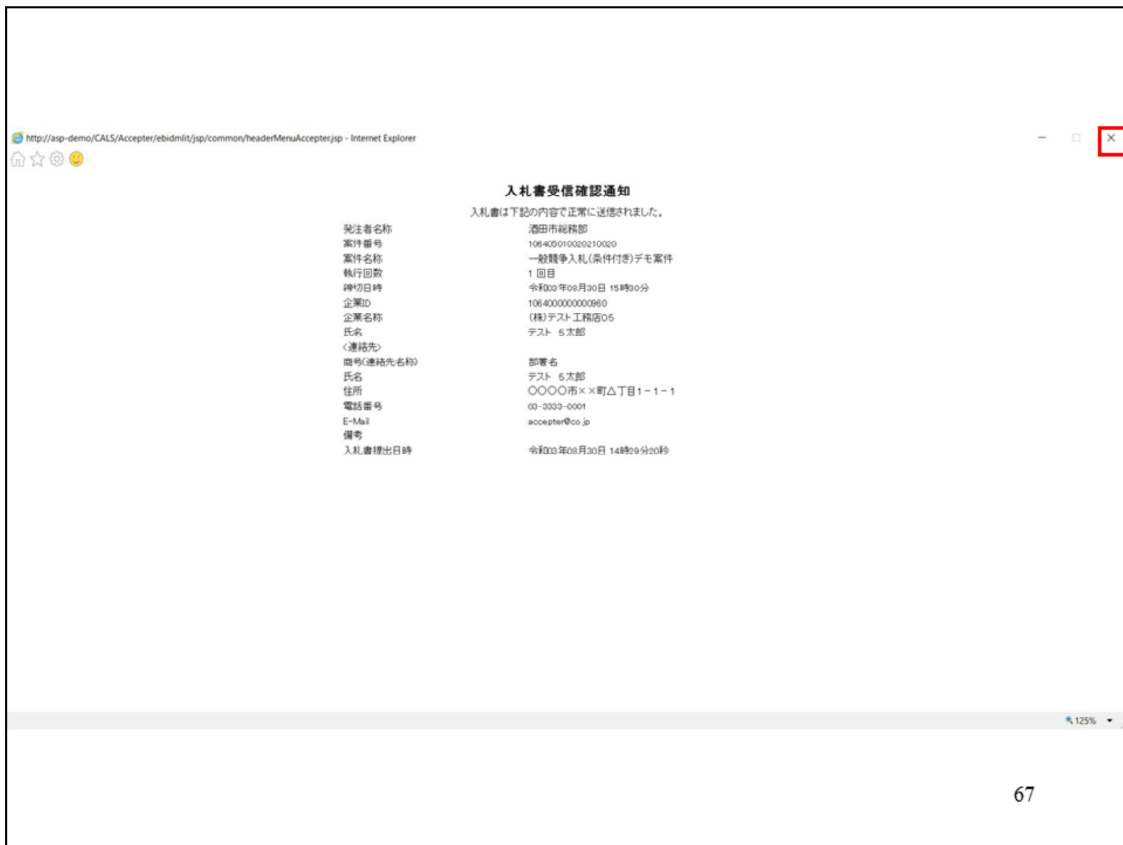 http://asp-demo/CALS/Accepter/ebidmlit/jsp/common/headerMenuAccepter.jsp - Internet Explorer
入札書受信確認通知
入札書は下記の内容で正常に送信されました。
発注者名称 酒田市総務部
案件番号 106405010020210020
案件名称 一般競争入札(条件付き)デモ案件
執行回数 1 回目
締切日時 令和03年08月30日 15時30分
企業ID 1064000000000960
企業名称 (株)テスト工務店05
氏名 テスト 5太郎
<連絡先>
商号(連絡先名称) 部署名
氏名 テスト 5太郎
住所 〇〇〇〇市××町△丁目1-1-1
電話番号 03-3333-0001
E-Mail accepter@co.jp
備考
入札書提出日時 令和03年08月30日 14時29分20秒
125%
67